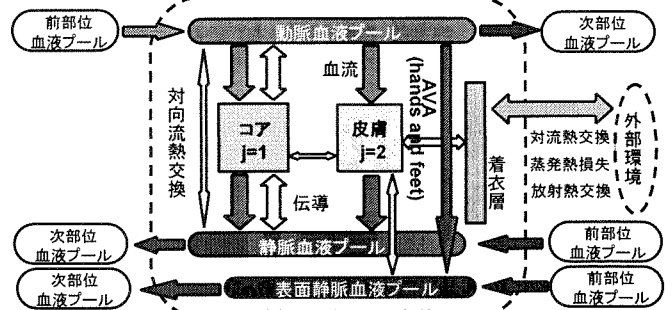 前部位
血液プール
動脈血液プール
次部位
血液プール
血流
AVA
(hands and feet)
対向流熱交換
コア
j=1
皮膚
j=2
着衣層
対流熱交換
蒸発熱損失
放射熱交換
外部環境
伝導
次部位
血液プール
静脈血液プール
前部位
血液プール
次部位
血液プール
表面静脈血液プール
前部位
血液プール